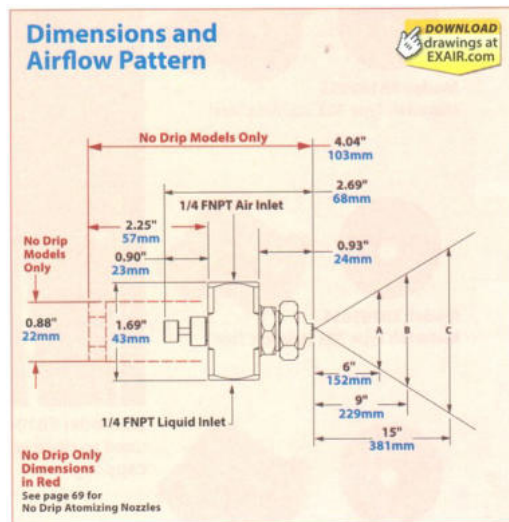 Dimensions and
Airflow Pattern
DOWNLOAD
drawings at
EXAIR.com
No Drip Models Only
4.04"
103mm
2.69"
68mm
1/4 FNPT Air Inlet
2.25"
57mm
No Drip
Models
Only
0.90"
23mm
0.93"
24mm
0.88"
22mm
1.69"
43mm
A
B
C
6"
152mm
9"
229mm
1/4 FNPT Liquid Inlet
15"
381mm
No Drip Only
Dimensions
in Red
See page 69 for
No Drip Atomizing Nozzles